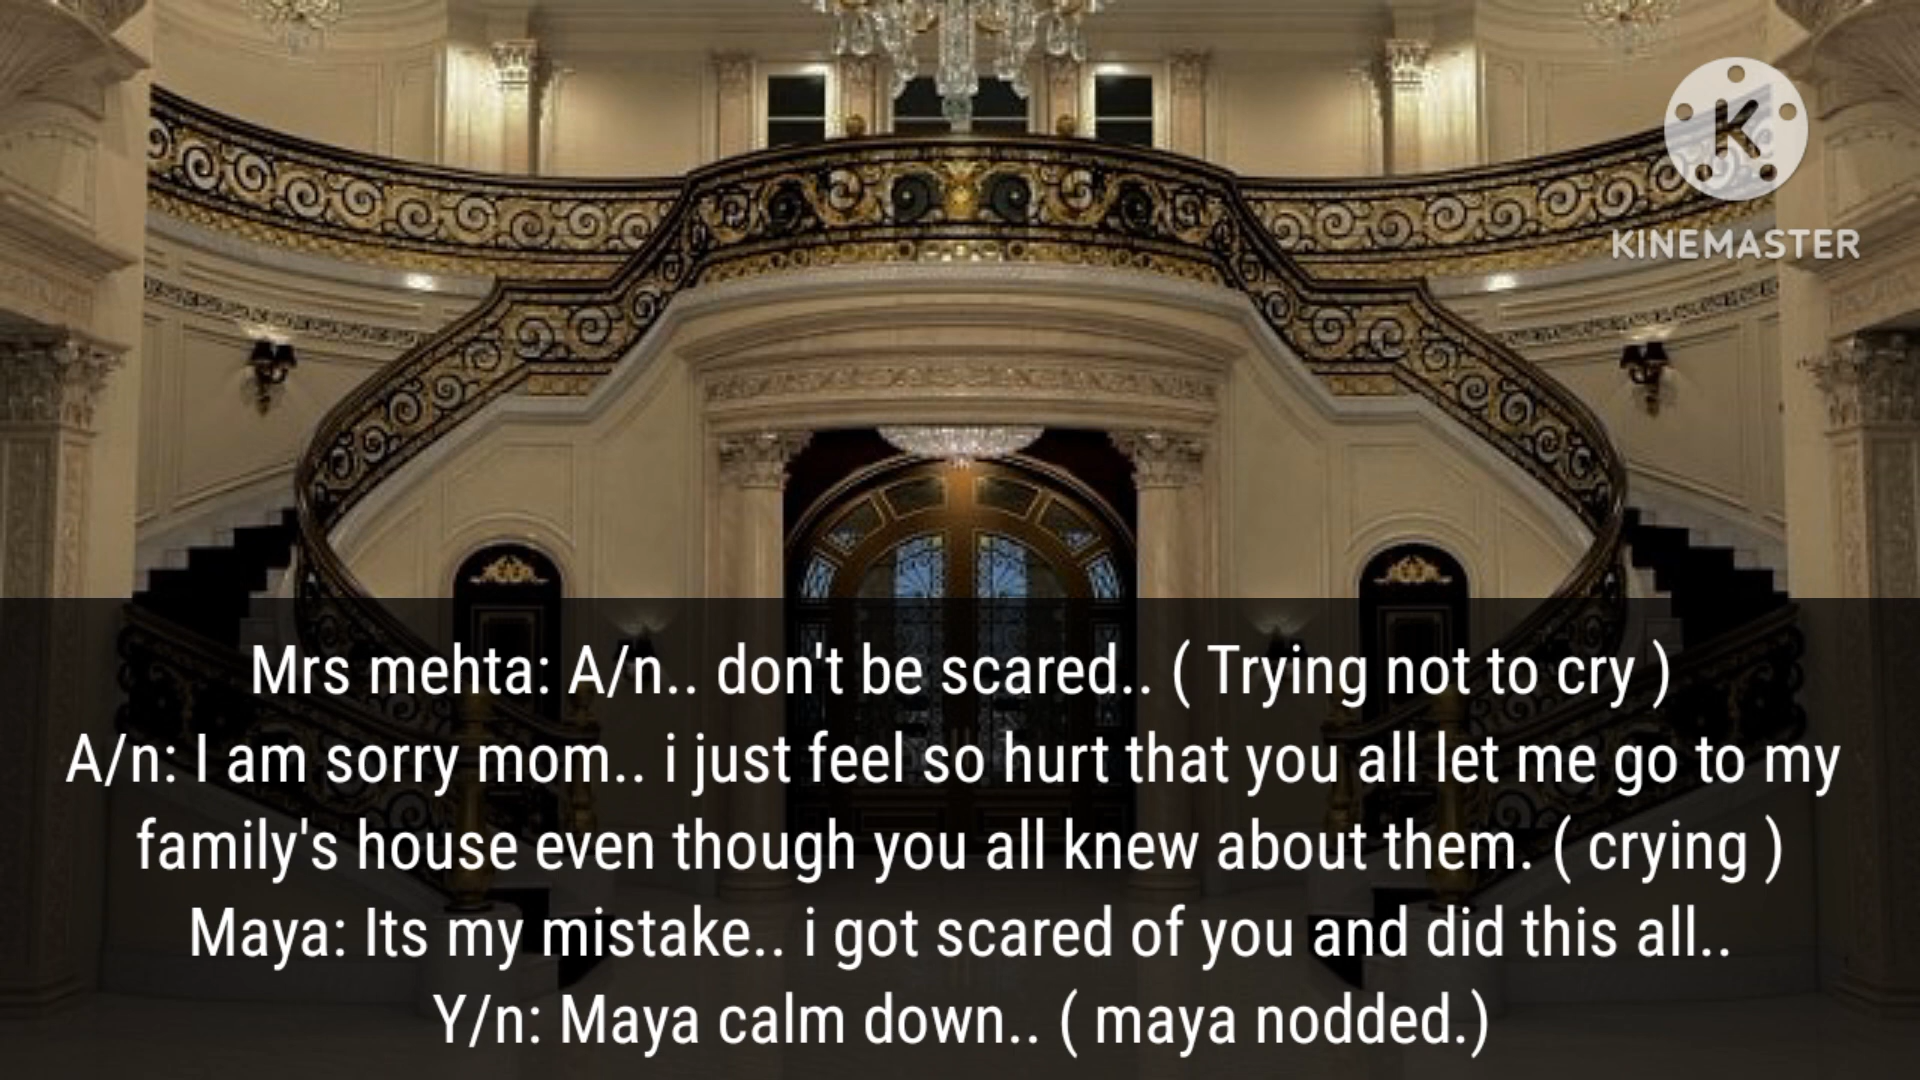 K
KINEMASTER
Mrs mehta: A/n.. don't be scared.. ( Trying not to cry )
A/n: I am sorry mom.. i just feel so hurt that you all let me go to my
family's house even though you all knew about them. ( crying )
Maya: Its my mistake.. i got scared of you and did this all..
Y/n: Maya calm down.. ( maya nodded.)